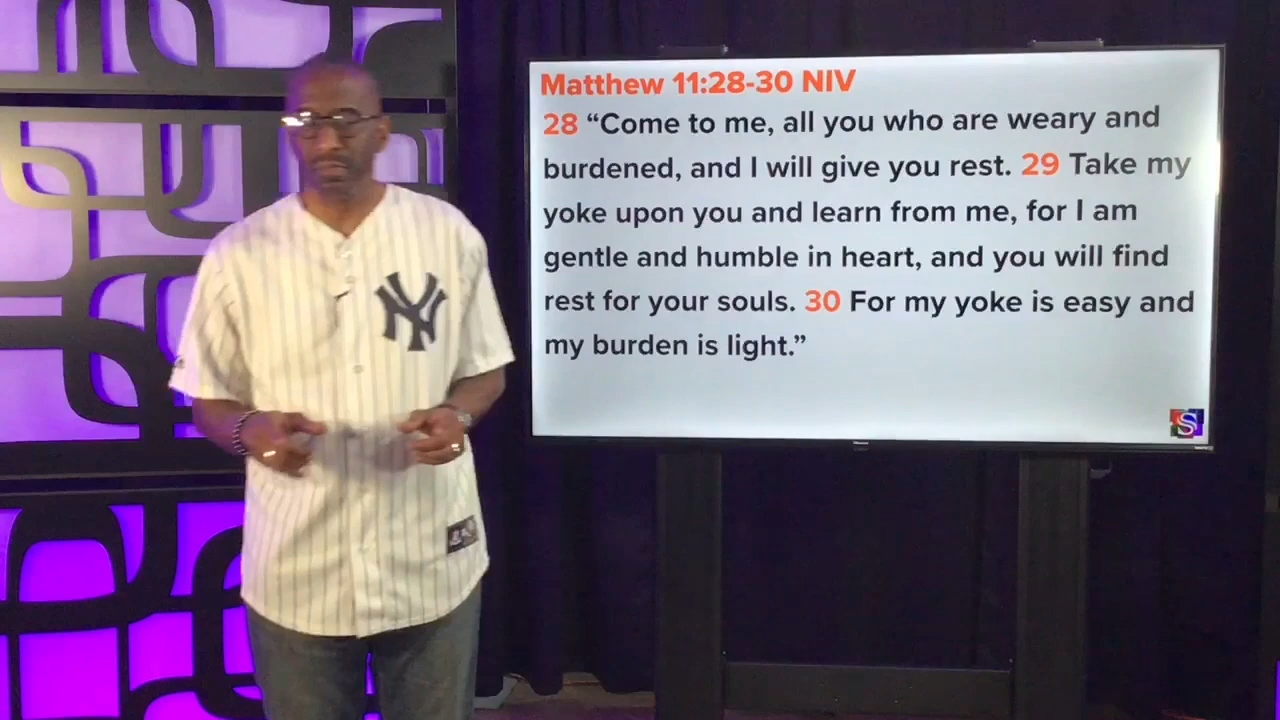 Matthew 11:28-30 NIV
28 “Come to me, all you who are weary and
burdened, and I will give you rest. 29 Take my
yoke upon you and learn from me, for I am
gentle and humble in heart, and you will find
rest for your souls. 30 For my yoke is easy and
my burden is light.”
S
NY